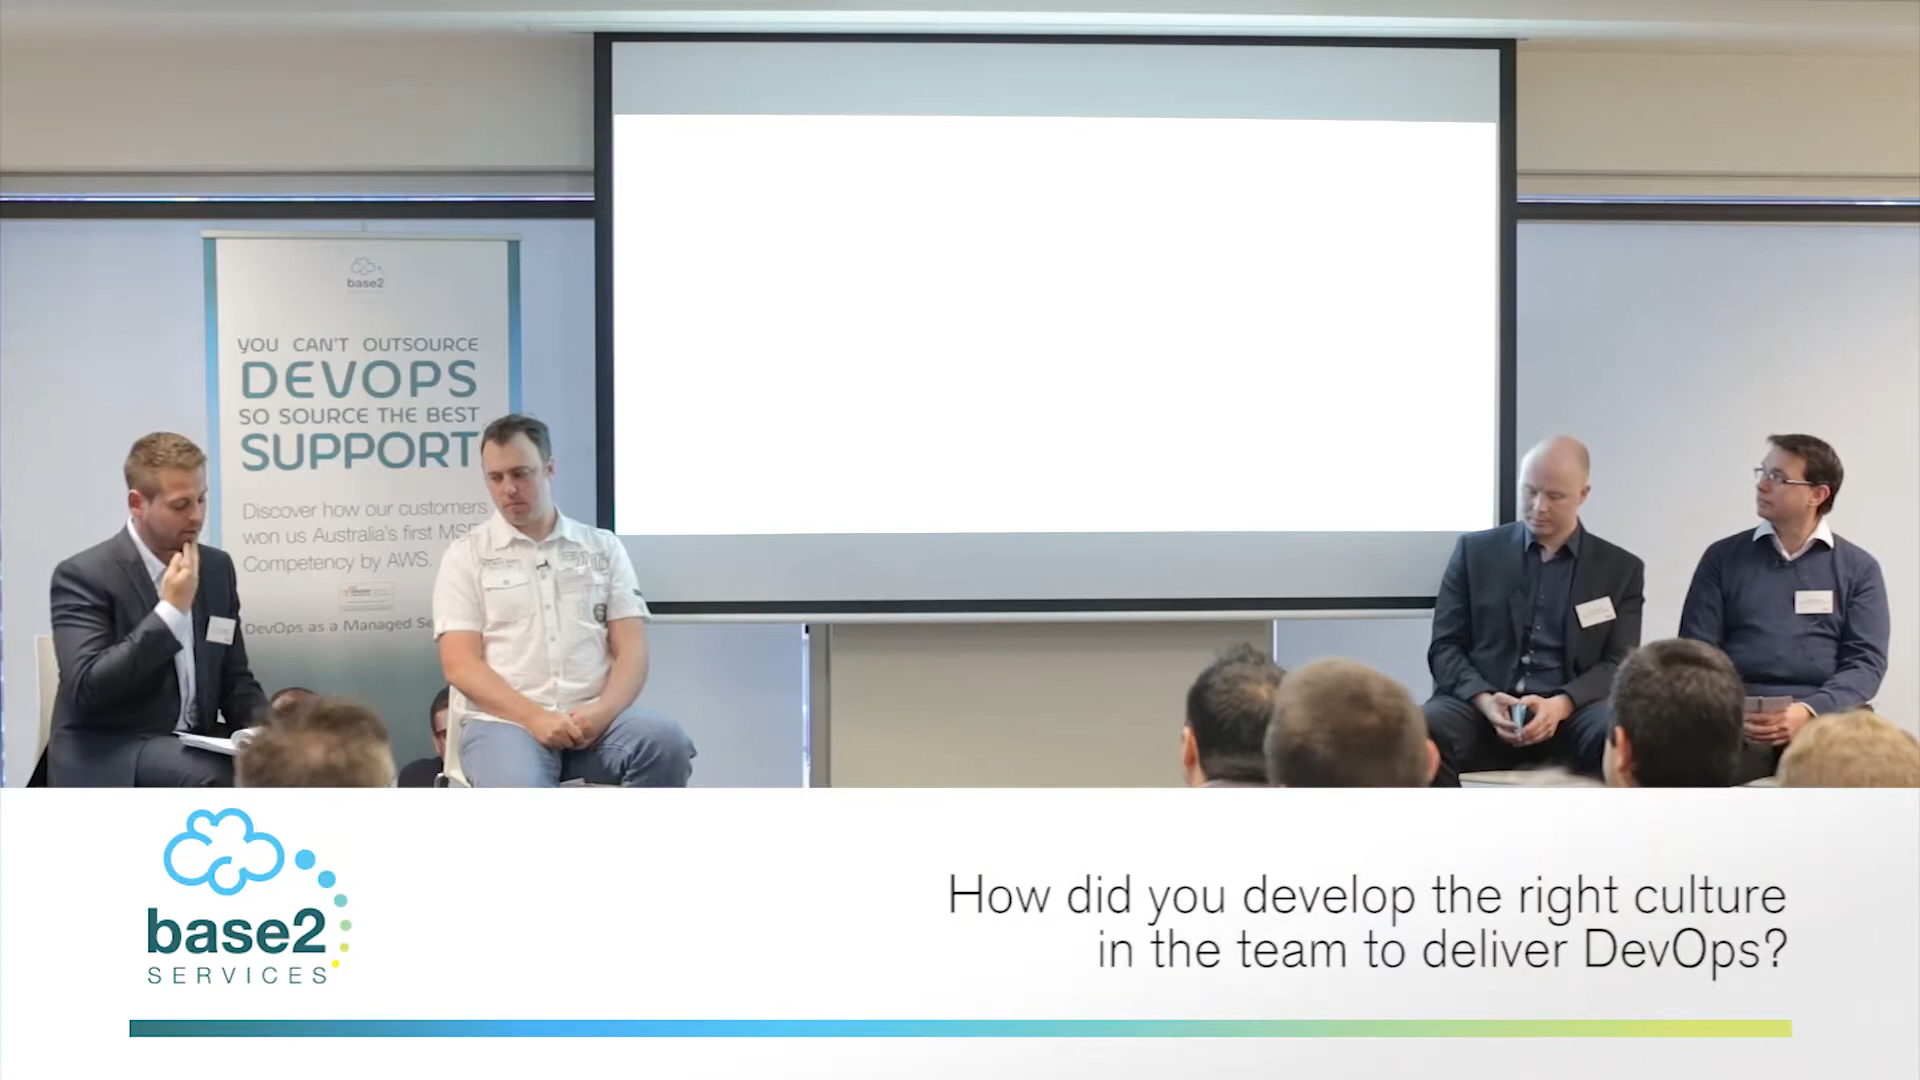 base2
YOU CAN'T OUTSOURCE
DEVOPS
SO SOURCE THE BEST
SUPPORT
Discover how our customers
won us Australia's first MSP
Competency by AWS.
DevOps as a Managed Se
base2
SERVICES
How did you develop the right culture
in the team to deliver DevOps?